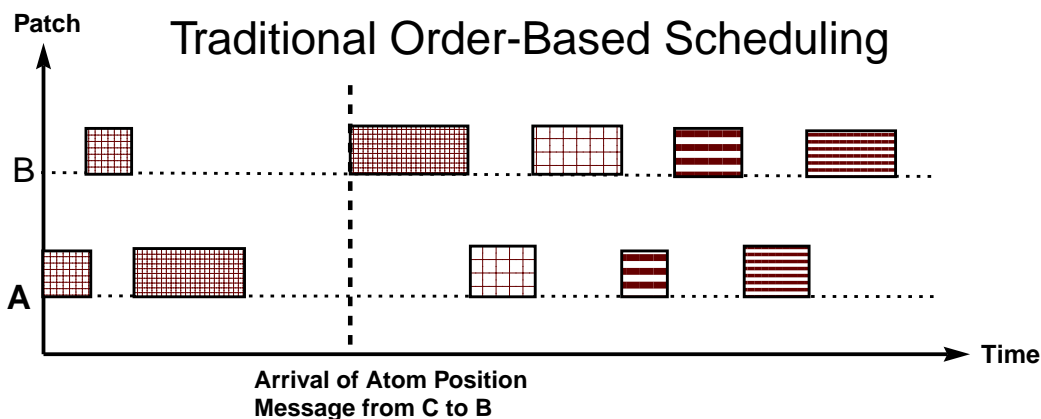 Patch
Traditional Order-Based Scheduling
B
A
Time
Arrival of Atom Position
Message from C to B